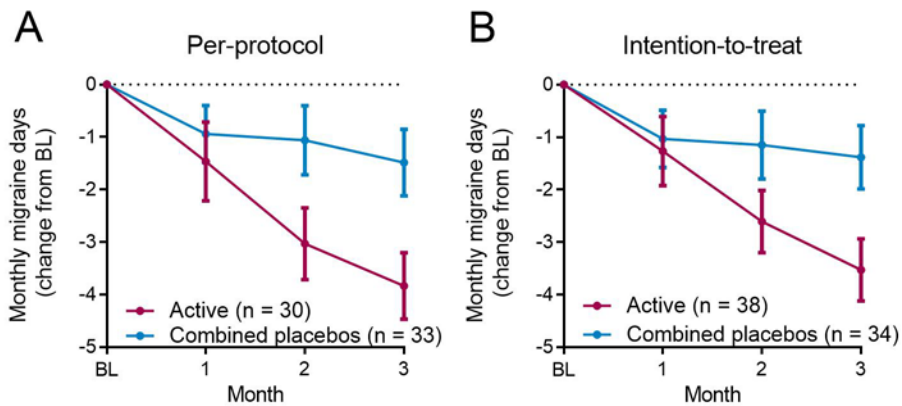 A
Per-protocol
Monthly migraine days
(change from BL)
0
-1
-2
-3
-4
-5
Active (n = 30)
Combined placebos (n = 33)
BL
1
2
3
Month
B
Intention-to-treat
Monthly migraine days
(change from BL)
0
-1
-2
-3
-4
-5
Active (n = 38)
Combined placebos (n = 34)
BL
1
2
3
Month